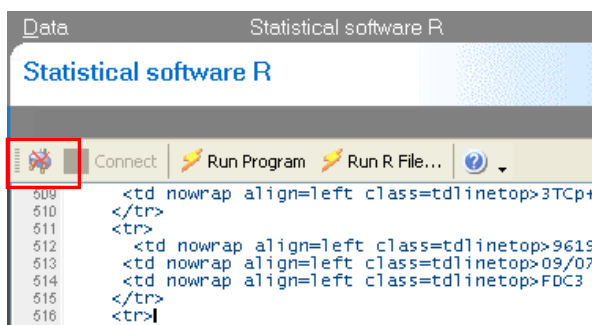 Data Statistical software R
Statistical software R
Connect Run Program Run R File...
509 <td nowrap align=left class=tdlinetop>3TCp+
510 </tr>
511 <tr>
512 <td nowrap align=left class=tdlinetop>9619
513 <td nowrap align=left class=tdlinetop>09/07
514 <td nowrap align=left class=tdlinetop>FDC3
515 </tr>
516 <tr>